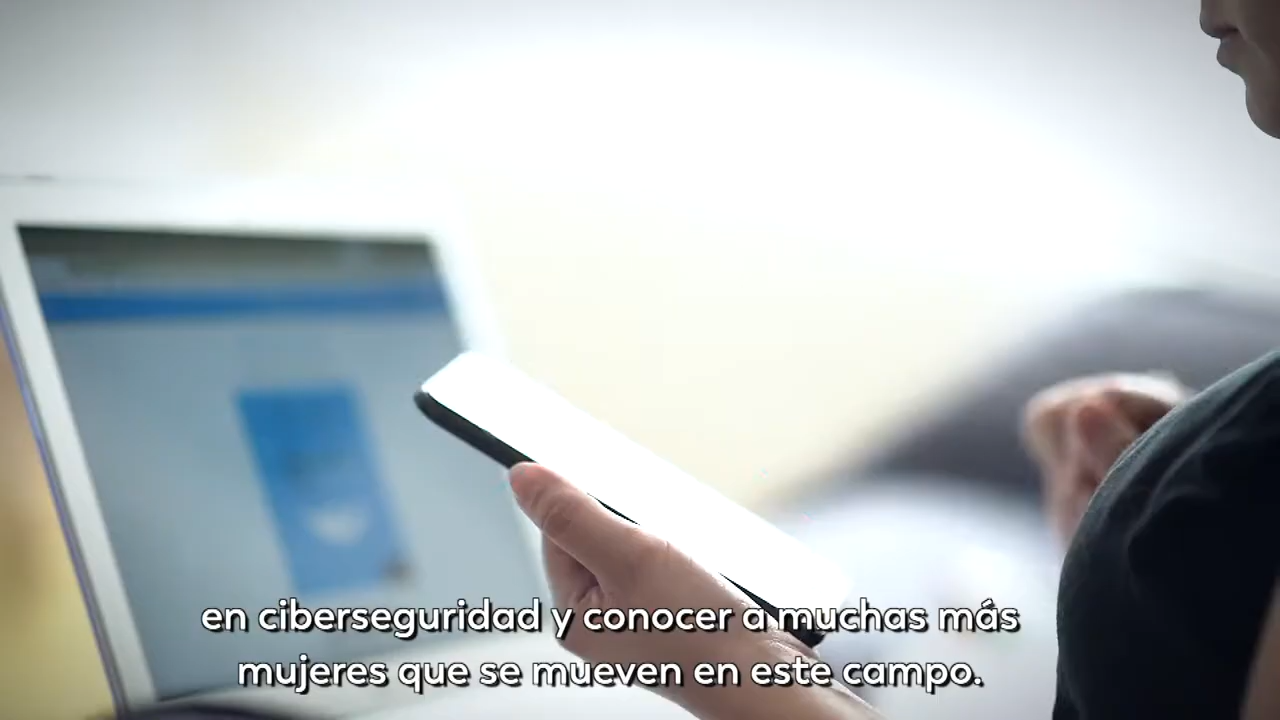 en ciberseguridad y conocer a muchas más
mujeres que se mueven en este campo.